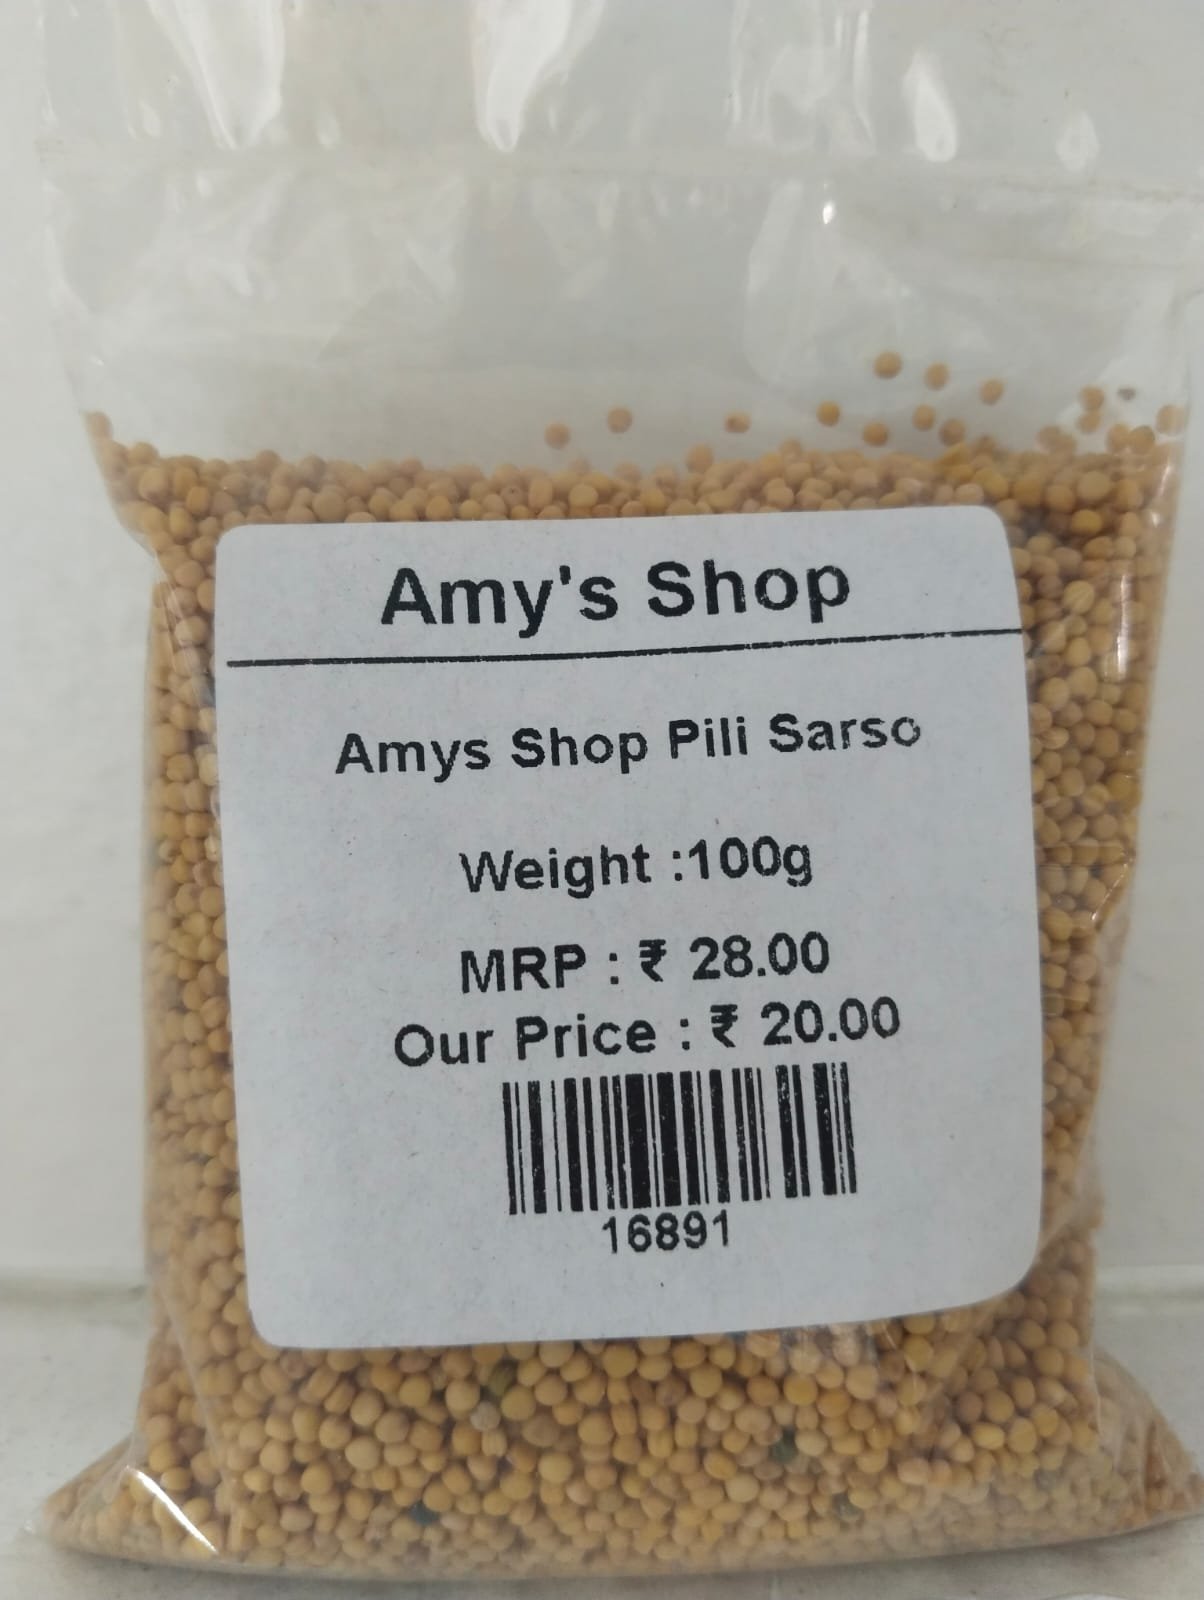 Amy's Shop
Amys Shop Pili Sarso
Weight :100g
MRP : ₹ 28.00
Our Price : ₹ 20.00
16891